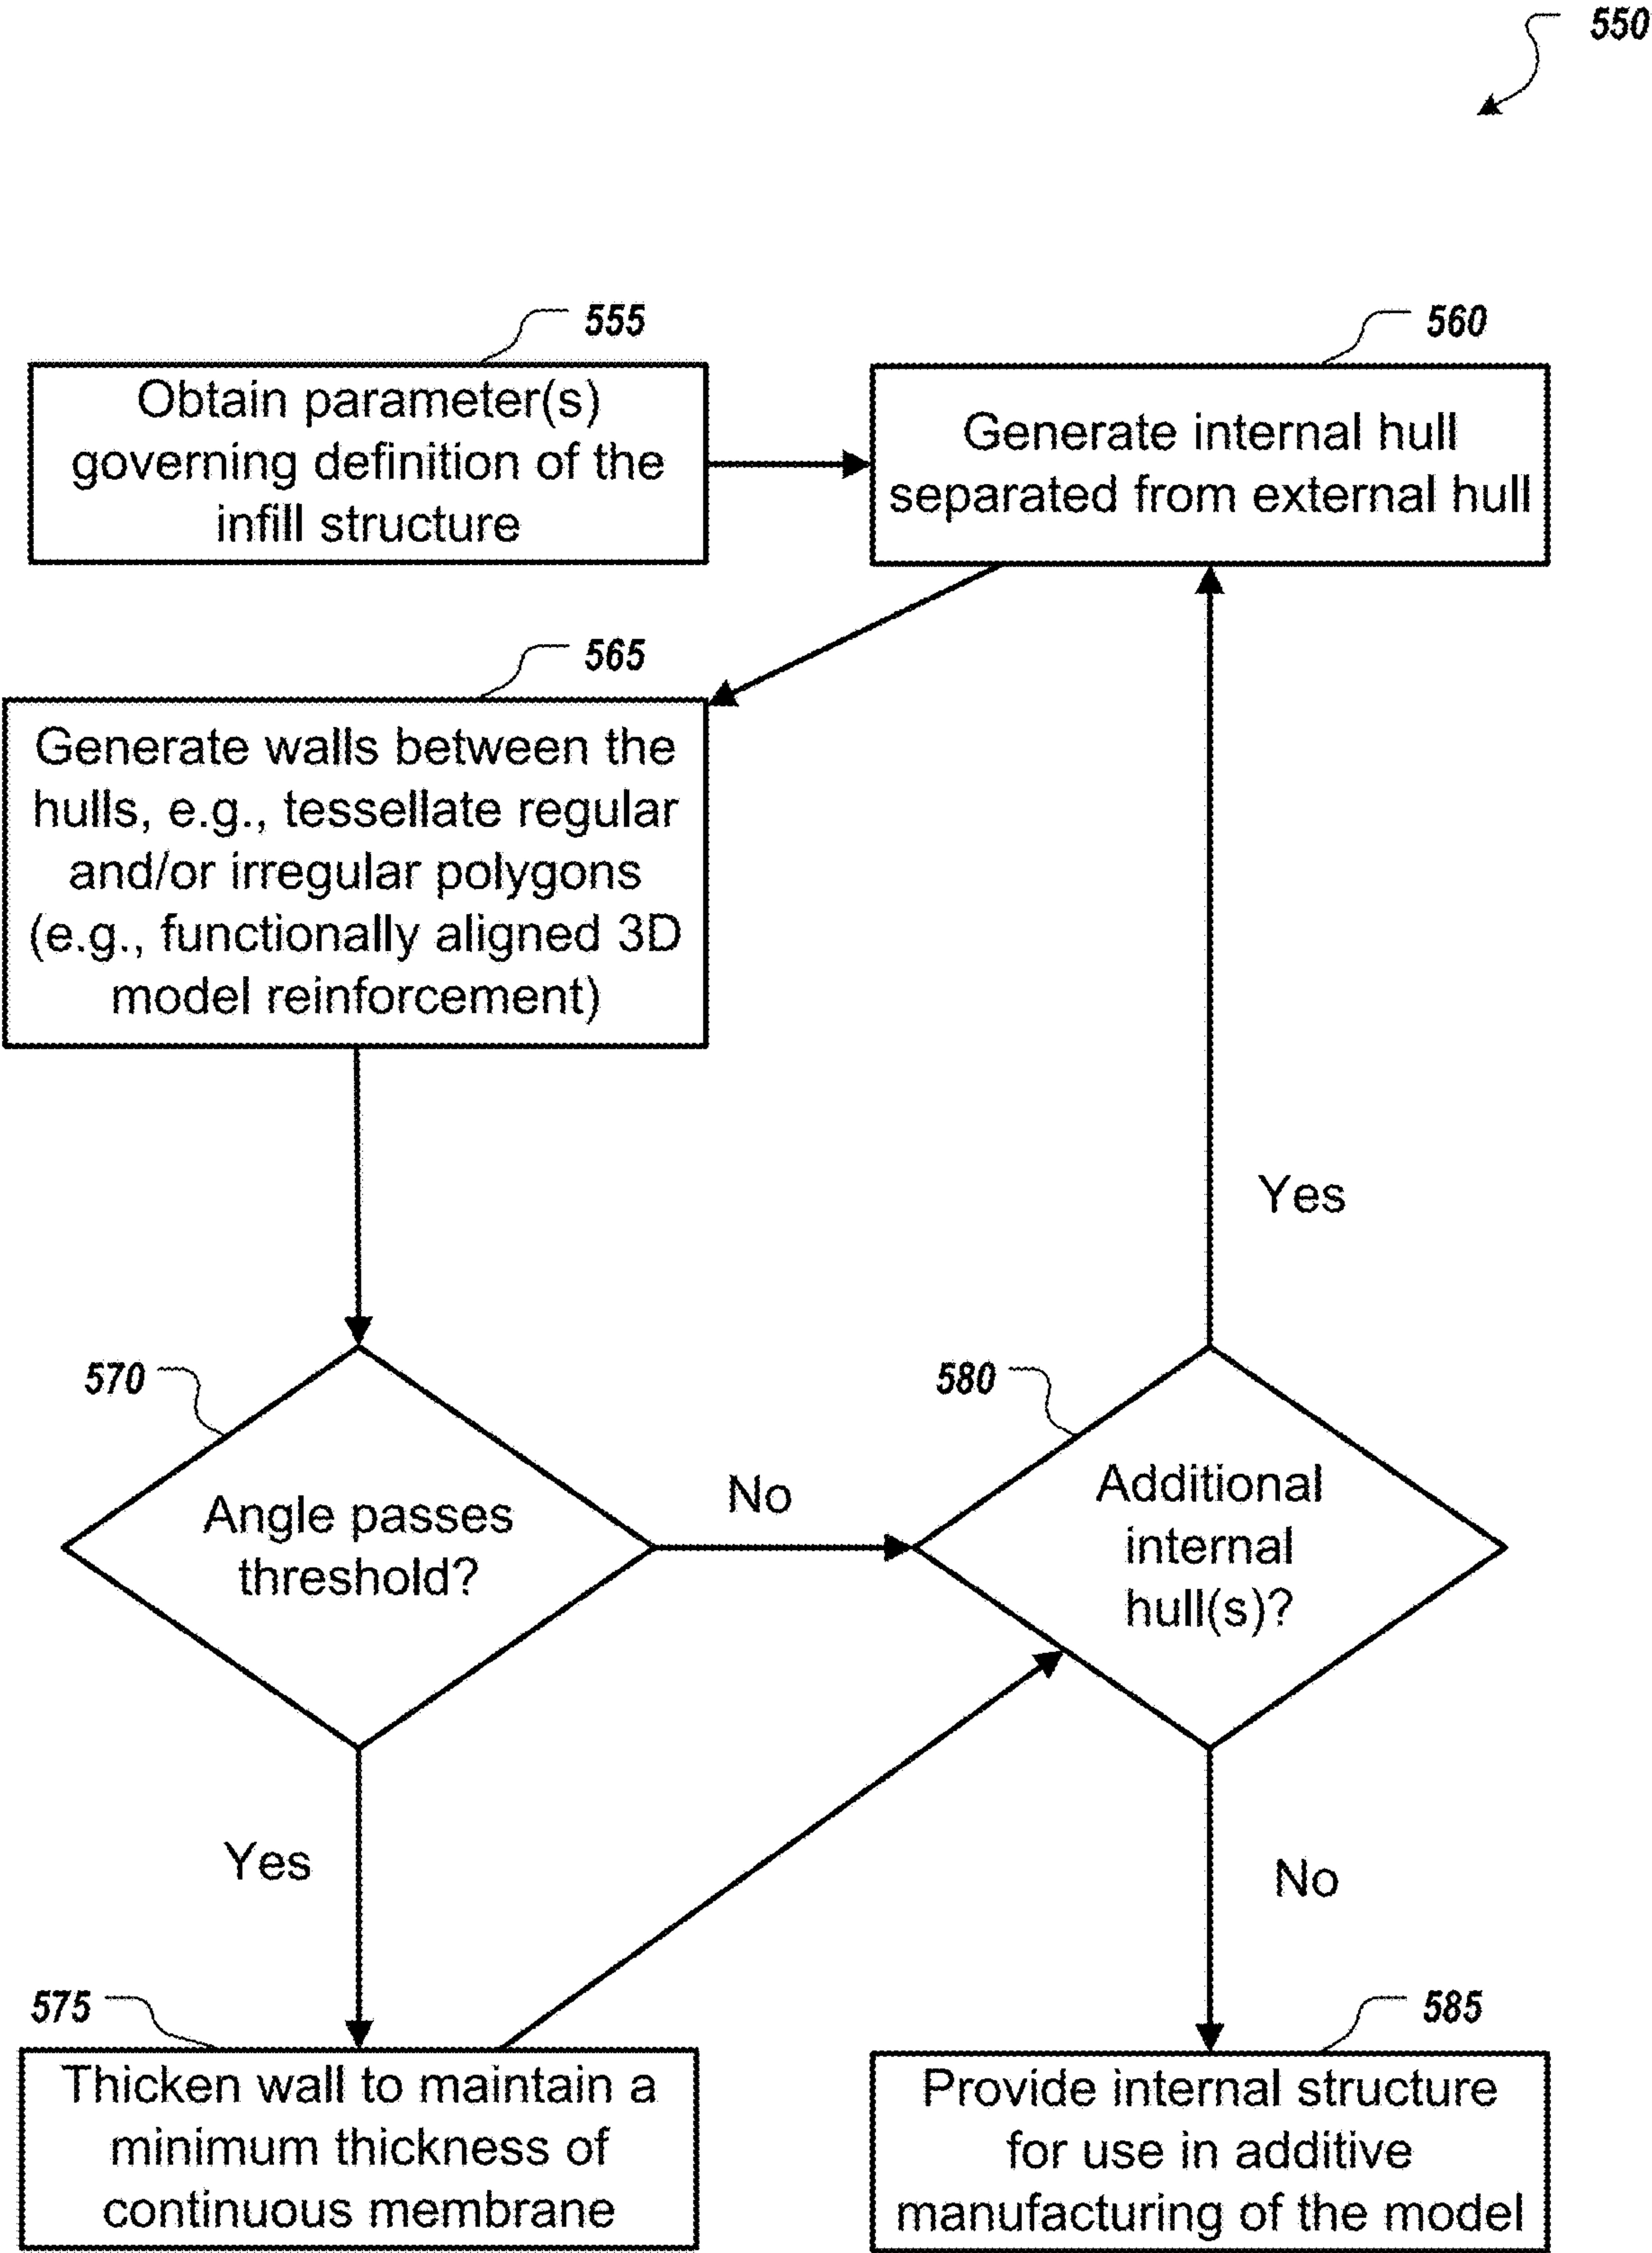 550
555
Obtain parameter(s)
governing definition of the
infill structure
560
Generate internal hull
separated from external hull
565
Generate walls between the
hulls, e.g., tessellate regular
and/or irregular polygons
(e.g., functionally aligned 3D
model reinforcement)
Yes
570
Angle passes
threshold?
No
580
Additional
internal
hull(s)?
Yes
No
575
Thicken wall to maintain a
minimum thickness of
continuous membrane
585
Provide internal structure
for use in additive
manufacturing of the model